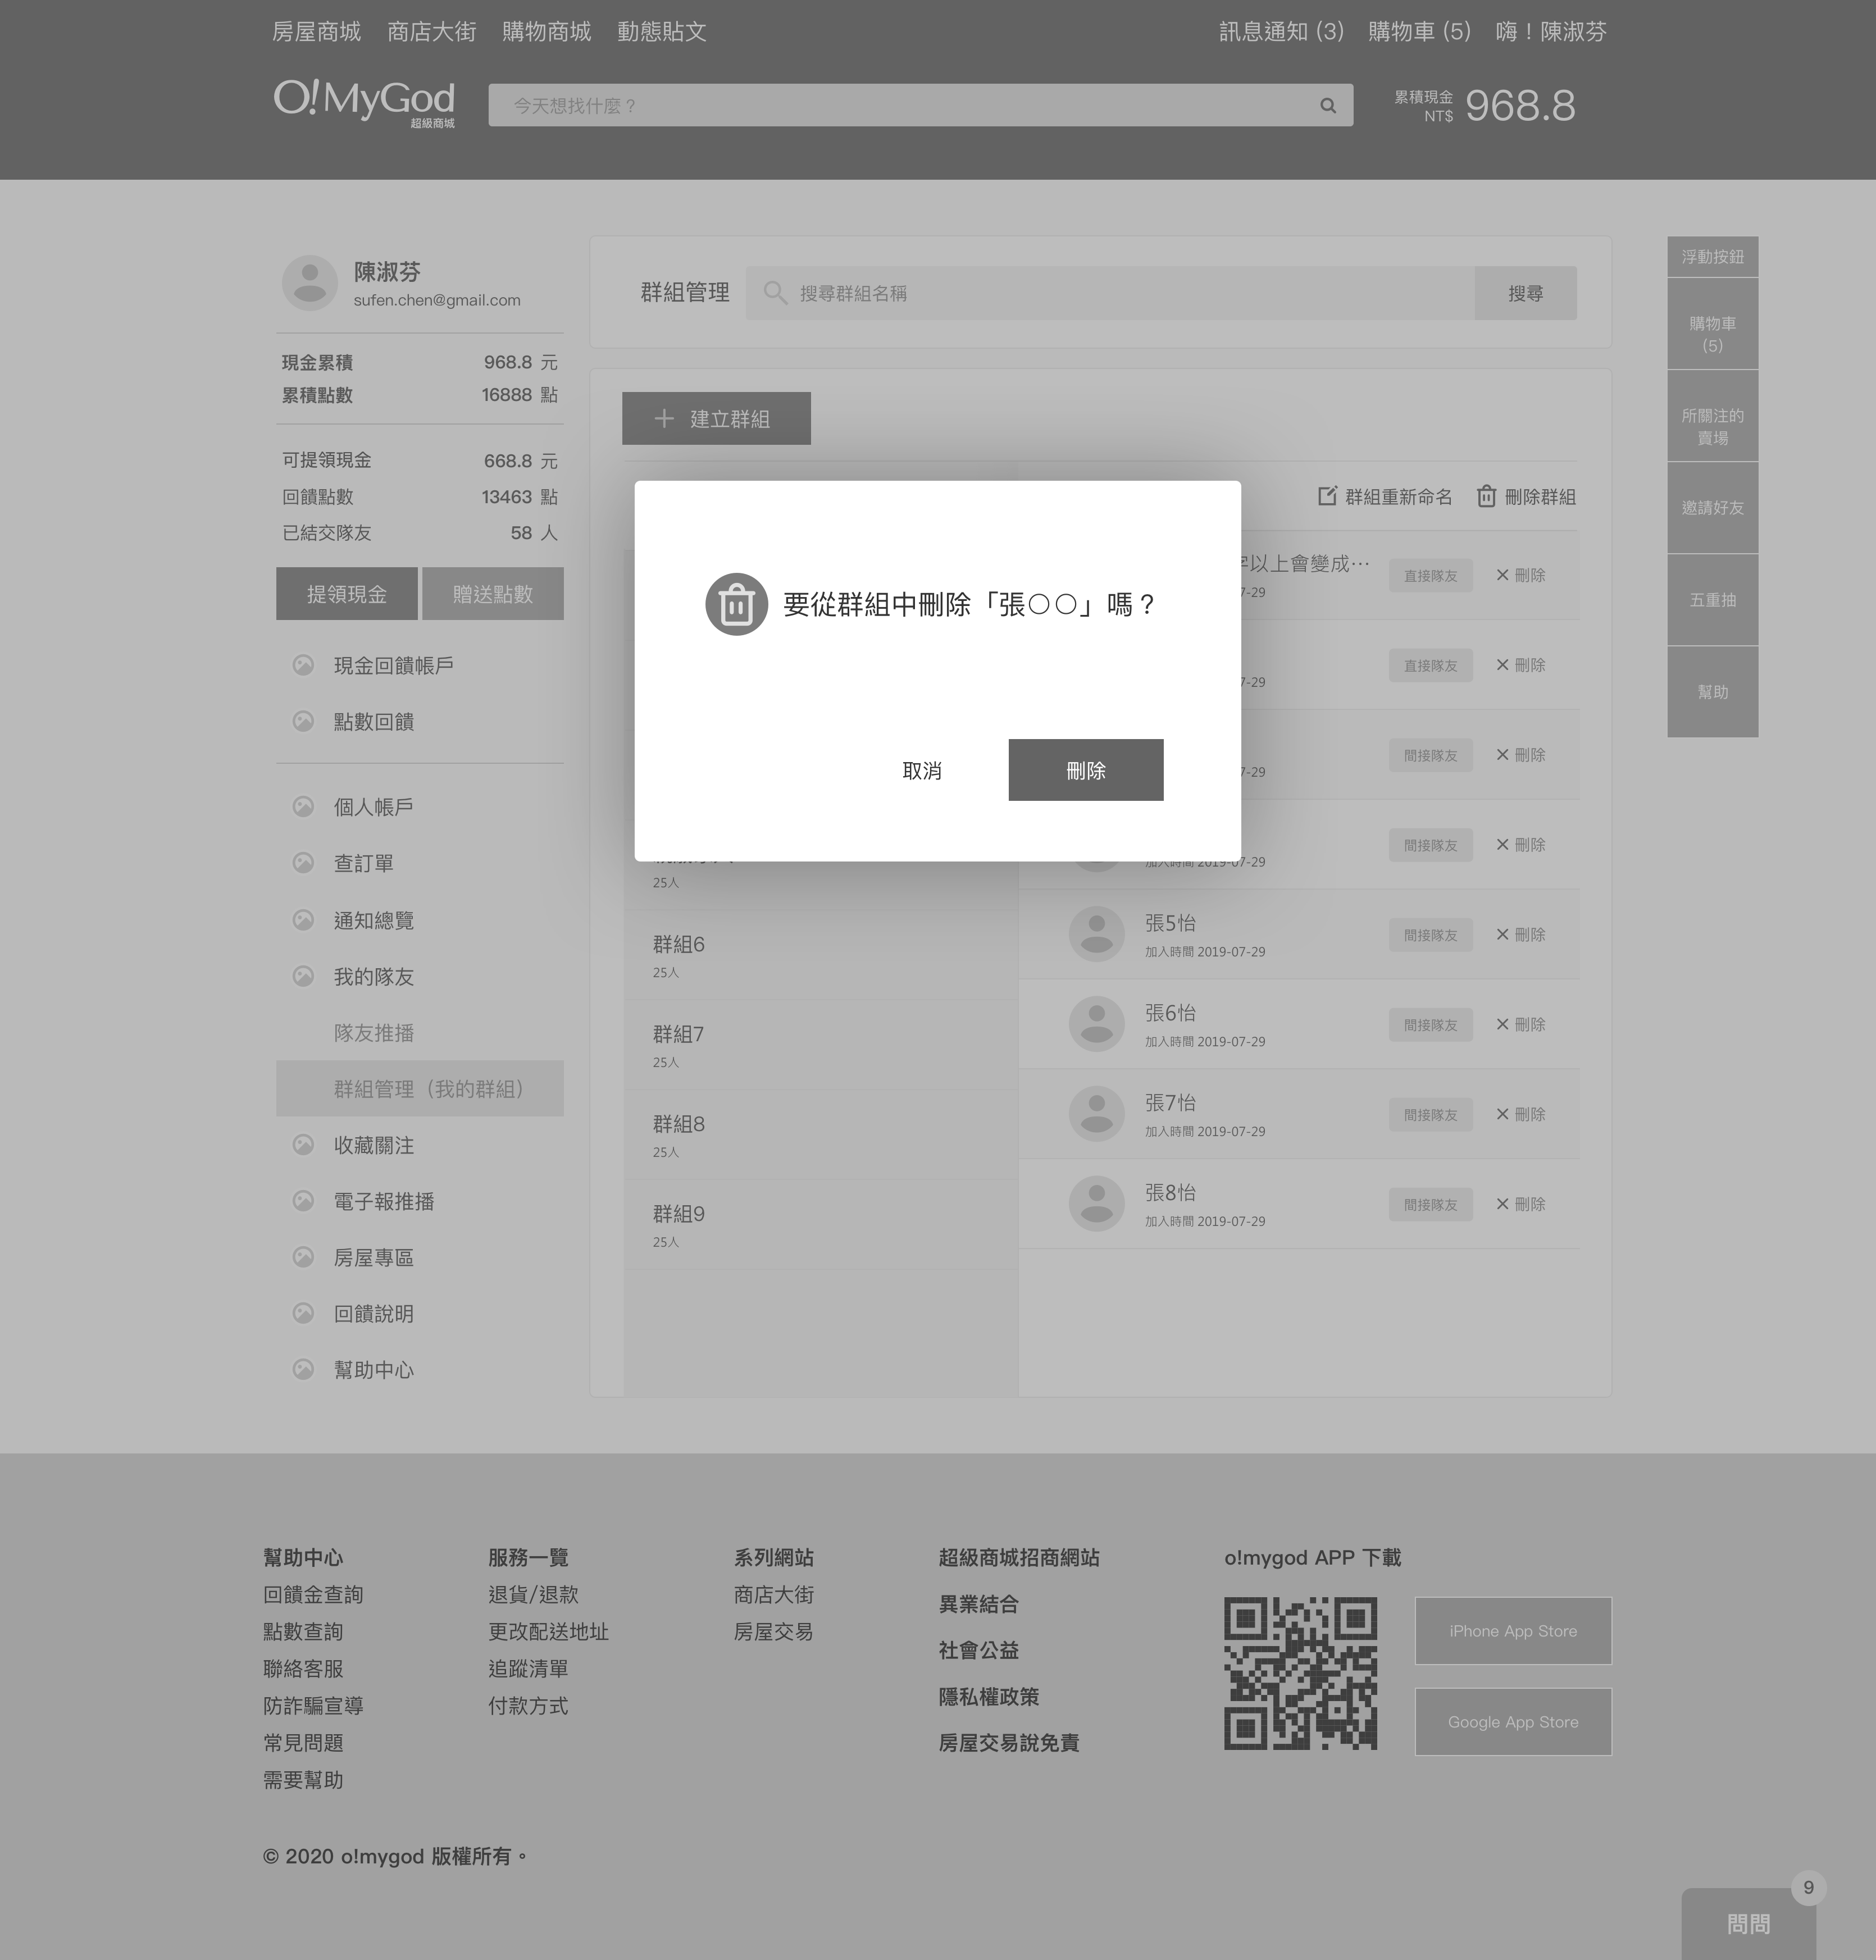 房屋商城 商店大街 購物商城 動態貼文 訊息通知 (3) 購物車 (5) 嗨！陳淑芬
O!MyGod
超級商城
今天想找什麼？
累積現金
NT$
968.8
陳淑芬
sufen.chen@gmail.com
現金累積 968.8 元
累積點數 16888 點
可提領現金 668.8 元
回饋點數 13463 點
已結交隊友 58 人
提領現金 贈送點數
現金回饋帳戶
點數回饋
個人帳戶
查訂單
通知總覽
我的隊友
隊友推播
群組管理（我的群組）
收藏關注
電子報推播
房屋專區
回饋說明
幫助中心
群組管理 搜尋群組名稱 搜尋
建立群組
群組重新命名 刪除群組
要從群組中刪除「張○○」嗎？
取消 刪除
25人
群組6
25人
群組7
25人
群組8
25人
群組9
25人
字以上會變成⋯
7-29
直接隊友 刪除
7-29
直接隊友 刪除
7-29
間接隊友 刪除
加入時間 2019-07-29
間接隊友 刪除
張5怡
加入時間 2019-07-29
間接隊友 刪除
張6怡
加入時間 2019-07-29
間接隊友 刪除
張7怡
加入時間 2019-07-29
間接隊友 刪除
張8怡
加入時間 2019-07-29
間接隊友 刪除
浮動按鈕
購物車
(5)
所關注的
賣場
邀請好友
五重抽
幫助
幫助中心
回饋金查詢
點數查詢
聯絡客服
防詐騙宣導
常見問題
需要幫助
服務一覽
退貨/退款
更改配送地址
追蹤清單
付款方式
系列網站
商店大街
房屋交易
超級商城招商網站
異業結合
社會公益
隱私權政策
房屋交易說免責
o!mygod APP 下載
iPhone App Store
Google App Store
© 2020 o!mygod 版權所有。
9
問問